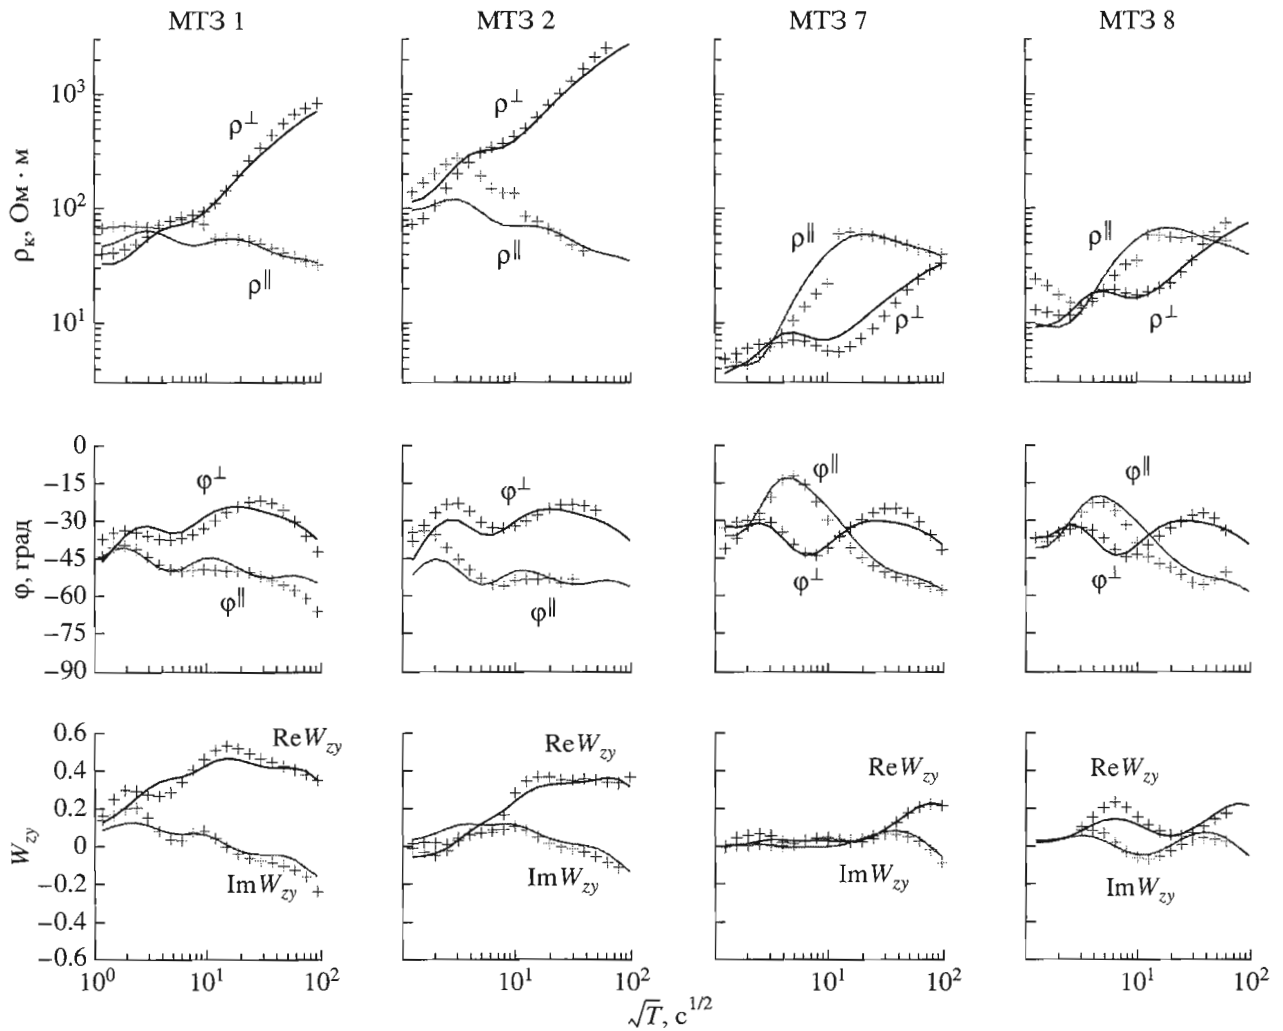 МТЗ 1 МТЗ 2 МТЗ 7 МТЗ 8
ρк, Ом · м
10³
10²
10¹
ρ⊥
ρ||
ρ⊥
ρ||
ρ||
ρ⊥
ρ||
ρ⊥
φ, град
0
−15
−30
−45
−60
−75
−90
φ⊥
φ||
φ⊥
φ||
φ||
φ⊥
φ||
φ⊥
Wzy
0.6
0.4
0.2
0
−0.2
−0.4
−0.6
ReWzy
ImWzy
ReWzy
ImWzy
ReWzy
ImWzy
ReWzy
ImWzy
10⁰ 10¹ 10² 10¹ 10² 10¹ 10² 10¹ 10²
√T, с1/2